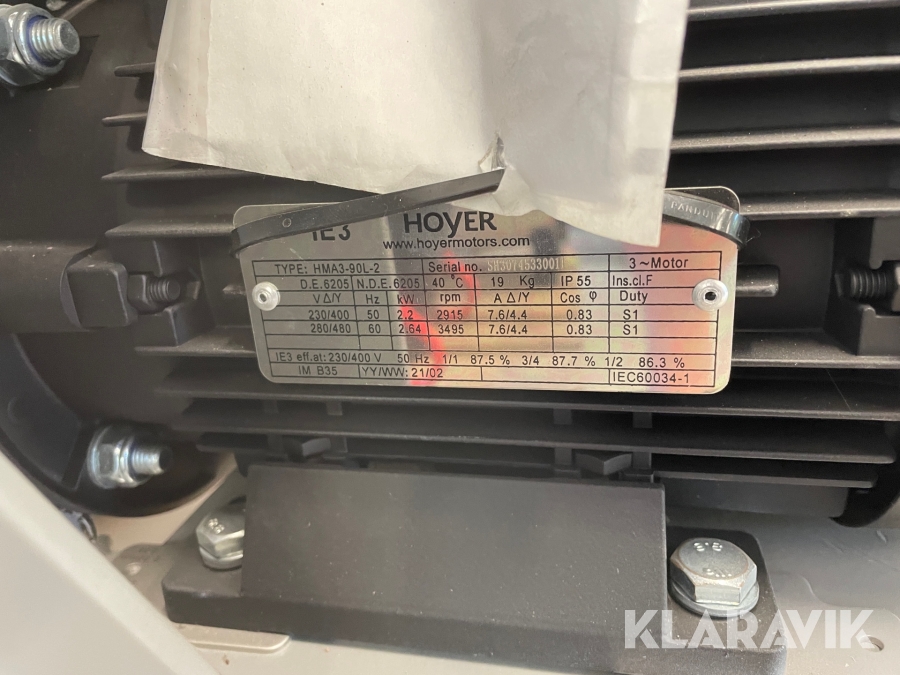 IE3 HOYER
www.hoyermotors.com
TYPE: HMA3-90L-2 Serial no. 3~Motor
D.E.6205 N.D.E.6205 40 °C 19 Kg IP 55 Ins.cl.F
V Δ/Y Hz kW rpm A Δ/Y Cos φ Duty
230/400 50 2.2 2915 7.6/4.4 0.83 S1
280/480 60 2.64 3495 7.6/4.4 0.83 S1
IE3 eff.at: 230/400 V 50 Hz 1/1 87.5 % 3/4 87.7 % 1/2 86.3 %
IM B35 YY/WW: 21/02 IEC60034-1
8.8
KLARAVIK